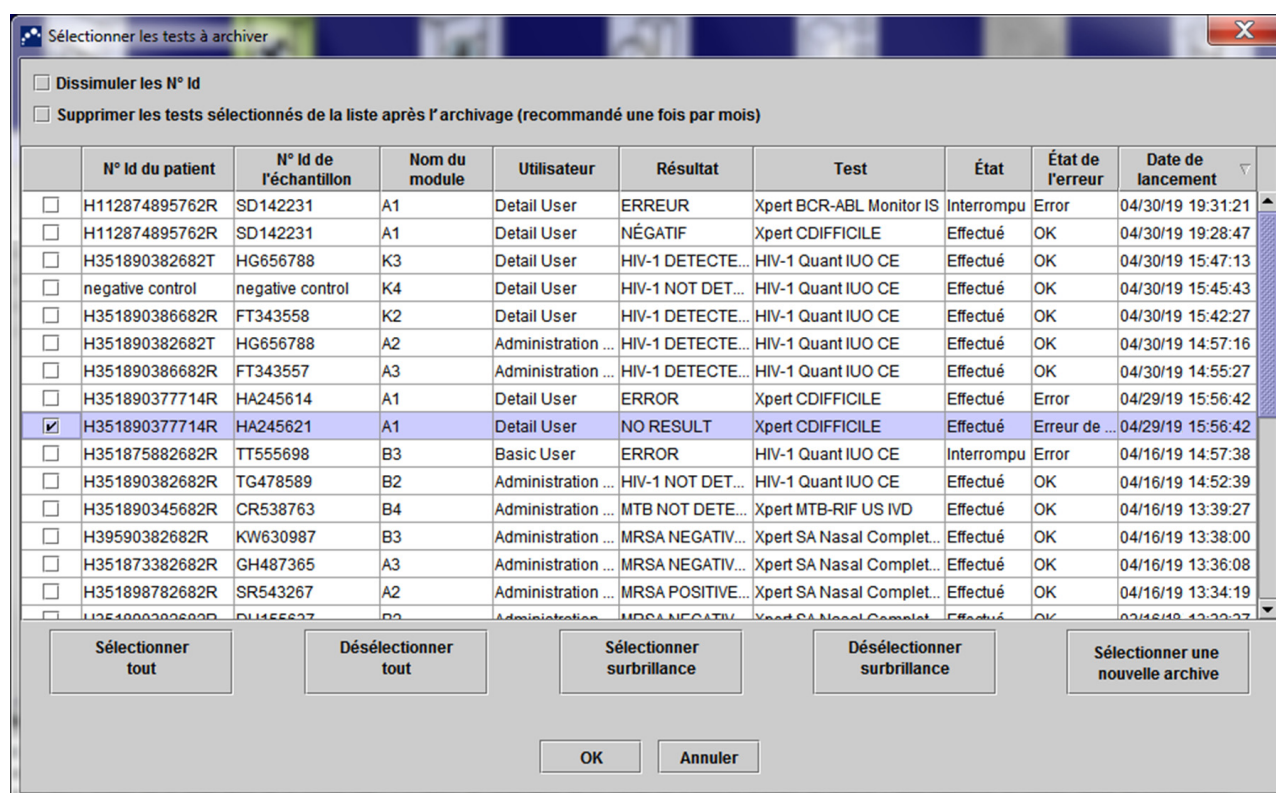 Sélectionner les tests à archiver
Dissimuler les N° Id
Supprimer les tests sélectionnés de la liste après l'archivage (recommandé une fois par mois)
N° Id du patient N° Id de l'échantillon Nom du module Utilisateur Résultat Test État État de l'erreur Date de lancement
H112874895762R SD142231 A1 Detail User ERREUR Xpert BCR-ABL Monitor IS Interrompu Error 04/30/19 19:31:21
H112874895762R SD142231 A1 Detail User NÉGATIF Xpert CDIFFICILE Effectué OK 04/30/19 19:28:47
H351890382682T HG656788 K3 Detail User HIV-1 DETECTE... HIV-1 Quant IUO CE Effectué OK 04/30/19 15:47:13
negative control negative control K4 Detail User HIV-1 NOT DET... HIV-1 Quant IUO CE Effectué OK 04/30/19 15:45:43
H351890386682R FT343558 K2 Detail User HIV-1 DETECTE... HIV-1 Quant IUO CE Effectué OK 04/30/19 15:42:27
H351890382682T HG656788 A2 Administration ... HIV-1 DETECTE... HIV-1 Quant IUO CE Effectué OK 04/30/19 14:57:16
H351890386682R FT343557 A3 Administration ... HIV-1 DETECTE... HIV-1 Quant IUO CE Effectué OK 04/30/19 14:55:27
H351890377714R HA245614 A1 Detail User ERROR Xpert CDIFFICILE Effectué Error 04/29/19 15:56:42
H351890377714R HA245621 A1 Detail User NO RESULT Xpert CDIFFICILE Effectué Erreur de ... 04/29/19 15:56:42
H351875882682R TT555698 B3 Basic User ERROR HIV-1 Quant IUO CE Interrompu Error 04/16/19 14:57:38
H351890382682R TG478589 B2 Administration ... HIV-1 NOT DET... HIV-1 Quant IUO CE Effectué OK 04/16/19 14:52:39
H351890345682R CR538763 B4 Administration ... MTB NOT DETE... Xpert MTB-RIF US IVD Effectué OK 04/16/19 13:39:27
H39590382682R KW630987 B3 Administration ... MRSA NEGATIV... Xpert SA Nasal Complet... Effectué OK 04/16/19 13:38:00
H351873382682R GH487365 A3 Administration ... MRSA NEGATIV... Xpert SA Nasal Complet... Effectué OK 04/16/19 13:36:08
H351898782682R SR543267 A2 Administration ... MRSA POSITIVE... Xpert SA Nasal Complet... Effectué OK 04/16/19 13:34:19
Sélectionner tout Désélectionner tout Sélectionner surbrillance Désélectionner surbrillance Sélectionner une nouvelle archive
OK Annuler